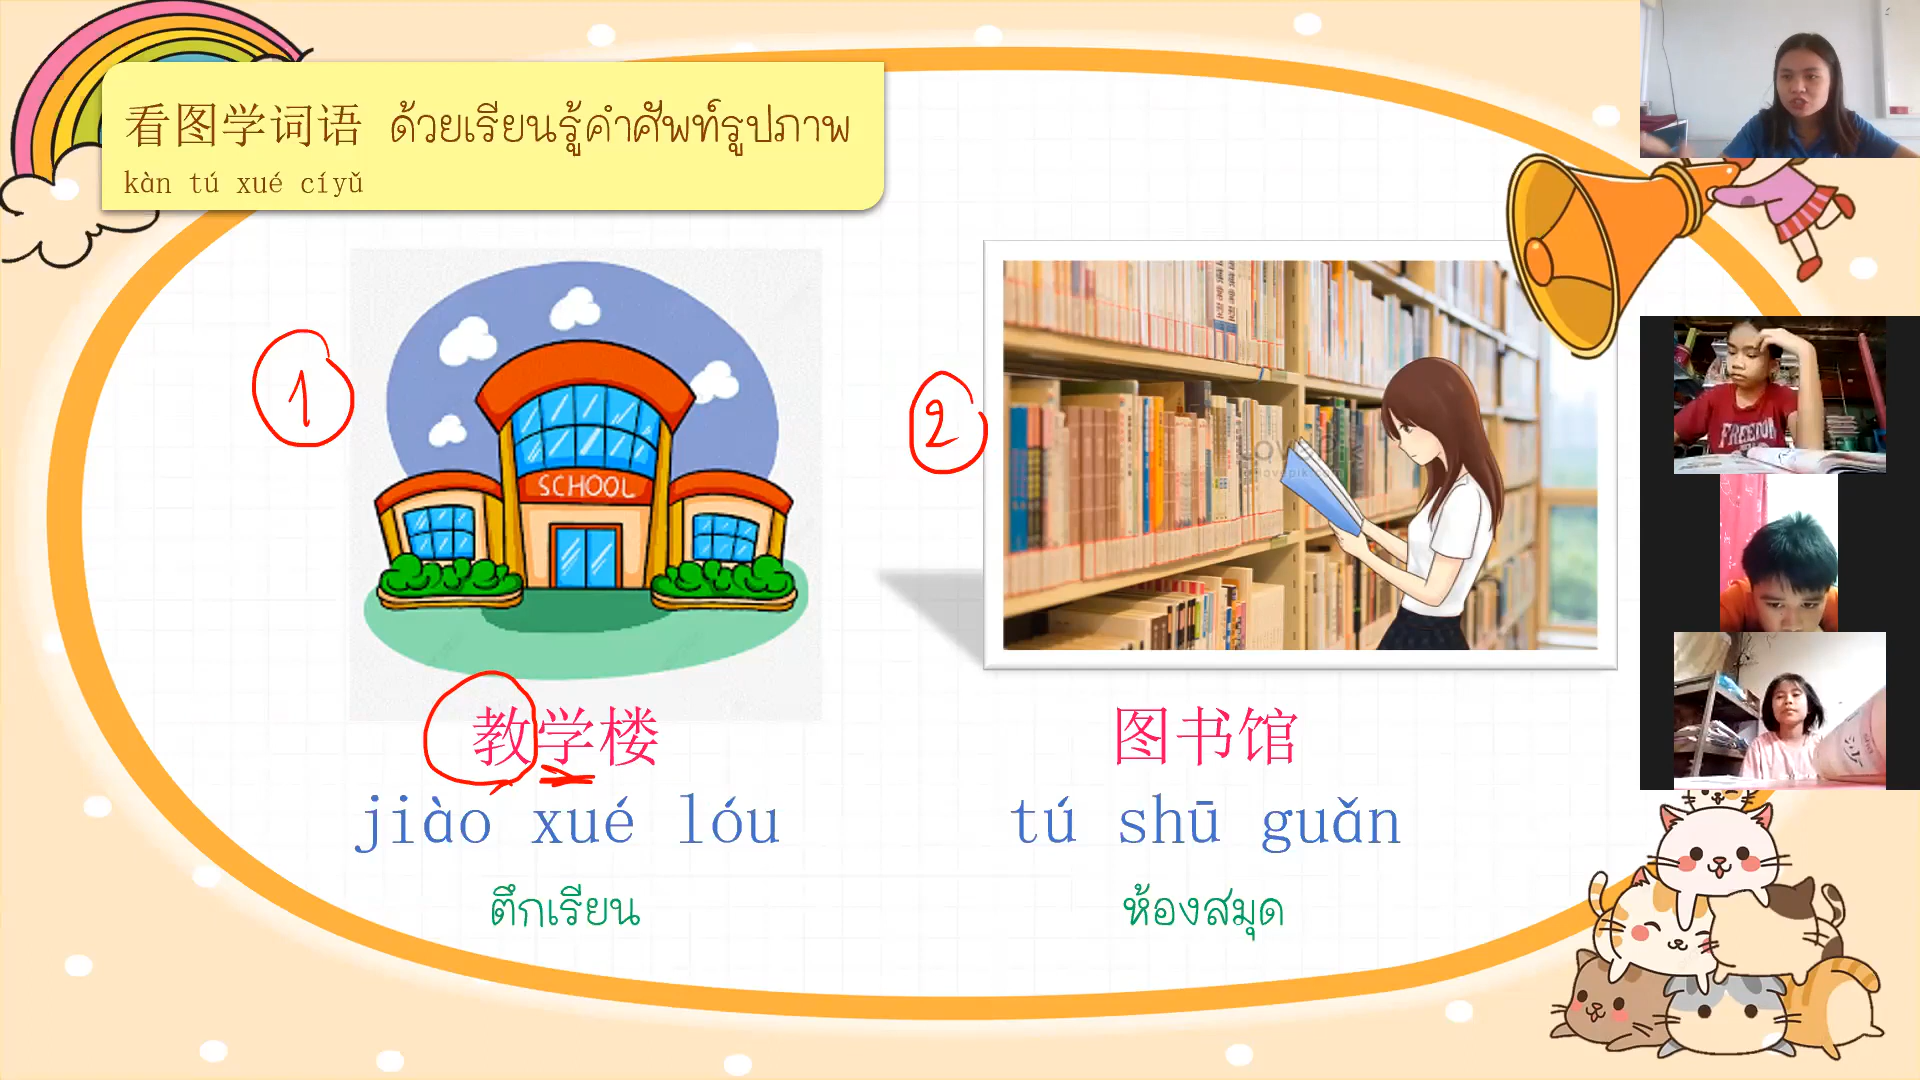 看图学词语 ด้วยเรียนรู้คำศัพท์รูปภาพ
kàn tú xué cíyǔ
1
SCHOOL
教学楼
jiào xué lóu
ตึกเรียน
2
图书馆
tú shū guǎn
ห้องสมุด
FREEDOM